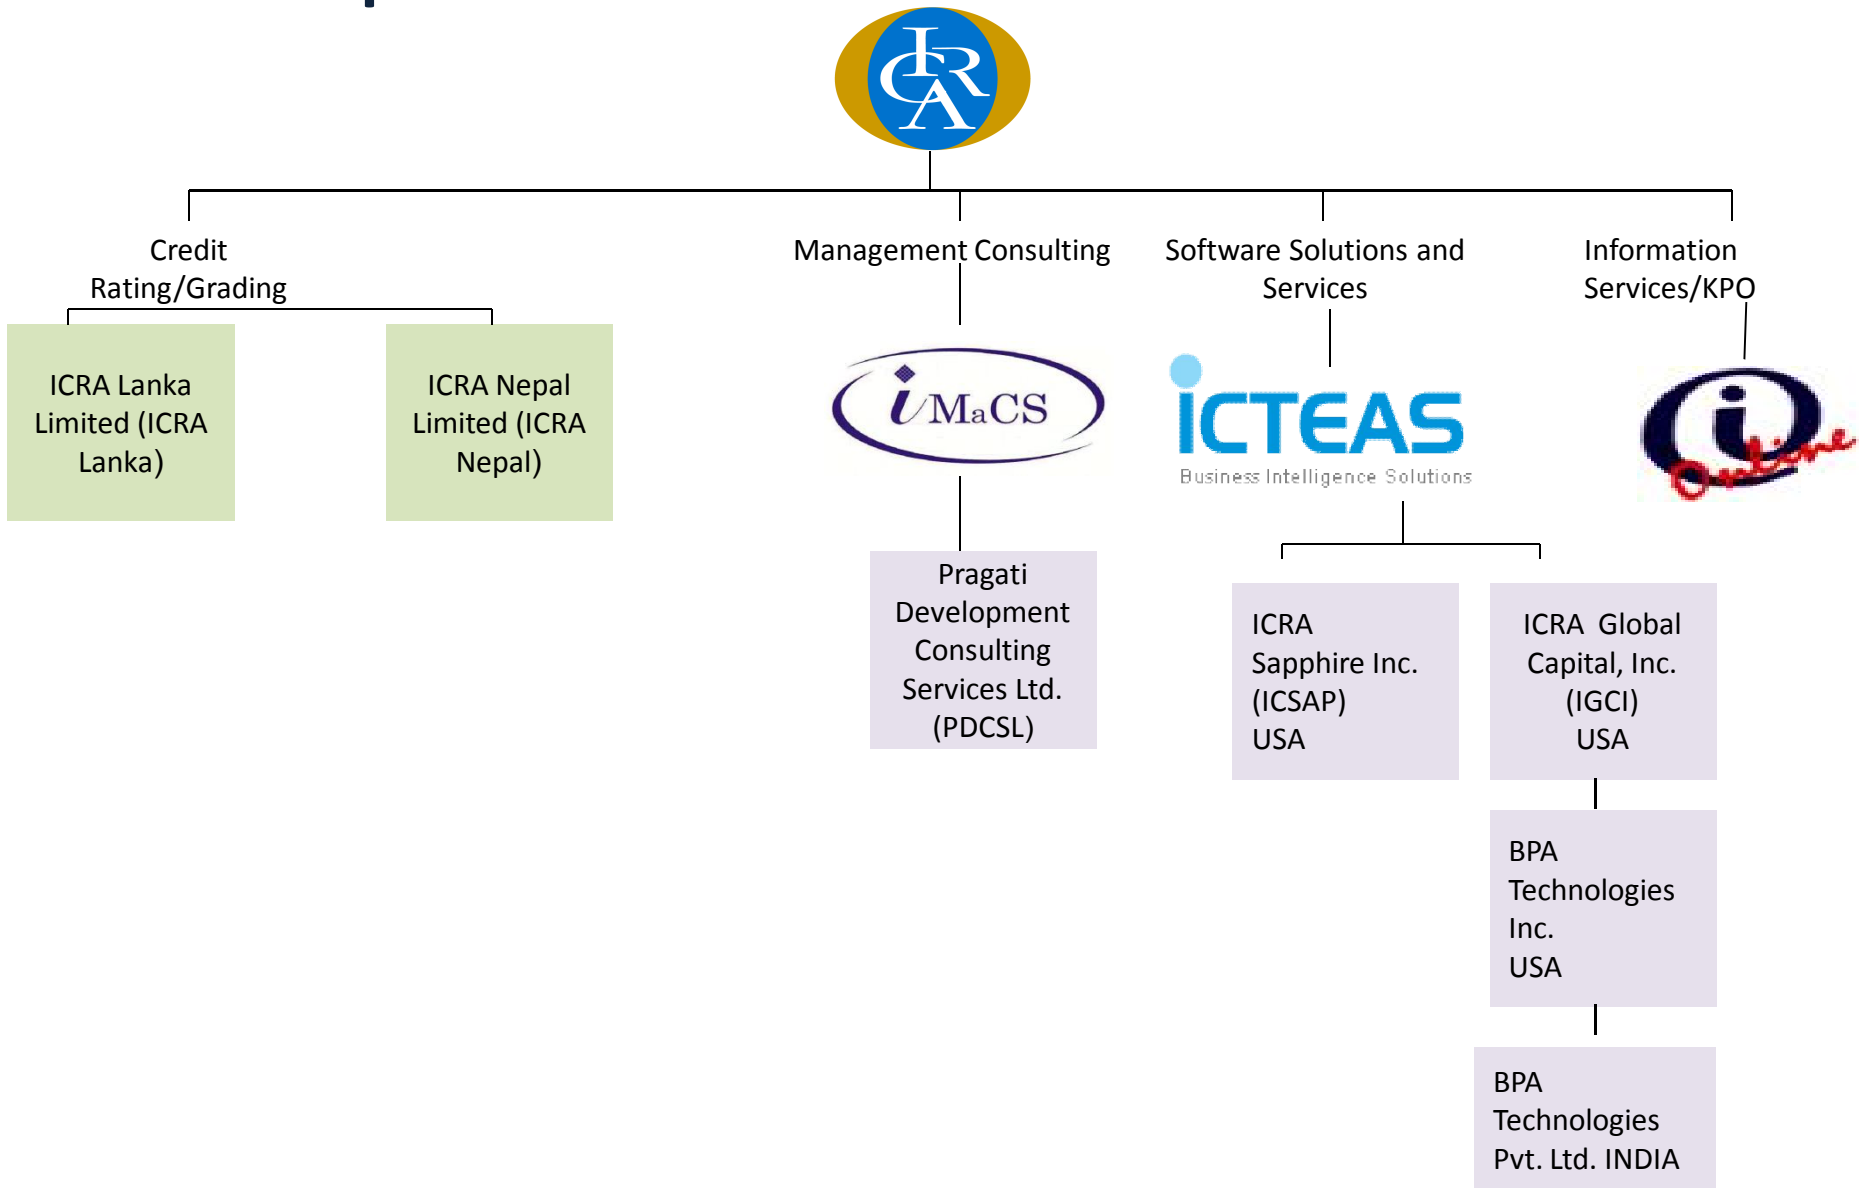 ICRA
Credit
Rating/Grading
Management Consulting
Software Solutions and
Services
Information
Services/KPO
ICRA Lanka
Limited (ICRA
Lanka)
ICRA Nepal
Limited (ICRA
Nepal)
iMaCS
icTEAS
Business Intelligence Solutions
i
Online
Pragati
Development
Consulting
Services Ltd.
(PDCSL)
ICRA
Sapphire Inc.
(ICSAP)
USA
ICRA Global
Capital, Inc.
(IGCI)
USA
BPA
Technologies
Inc.
USA
BPA
Technologies
Pvt. Ltd. INDIA